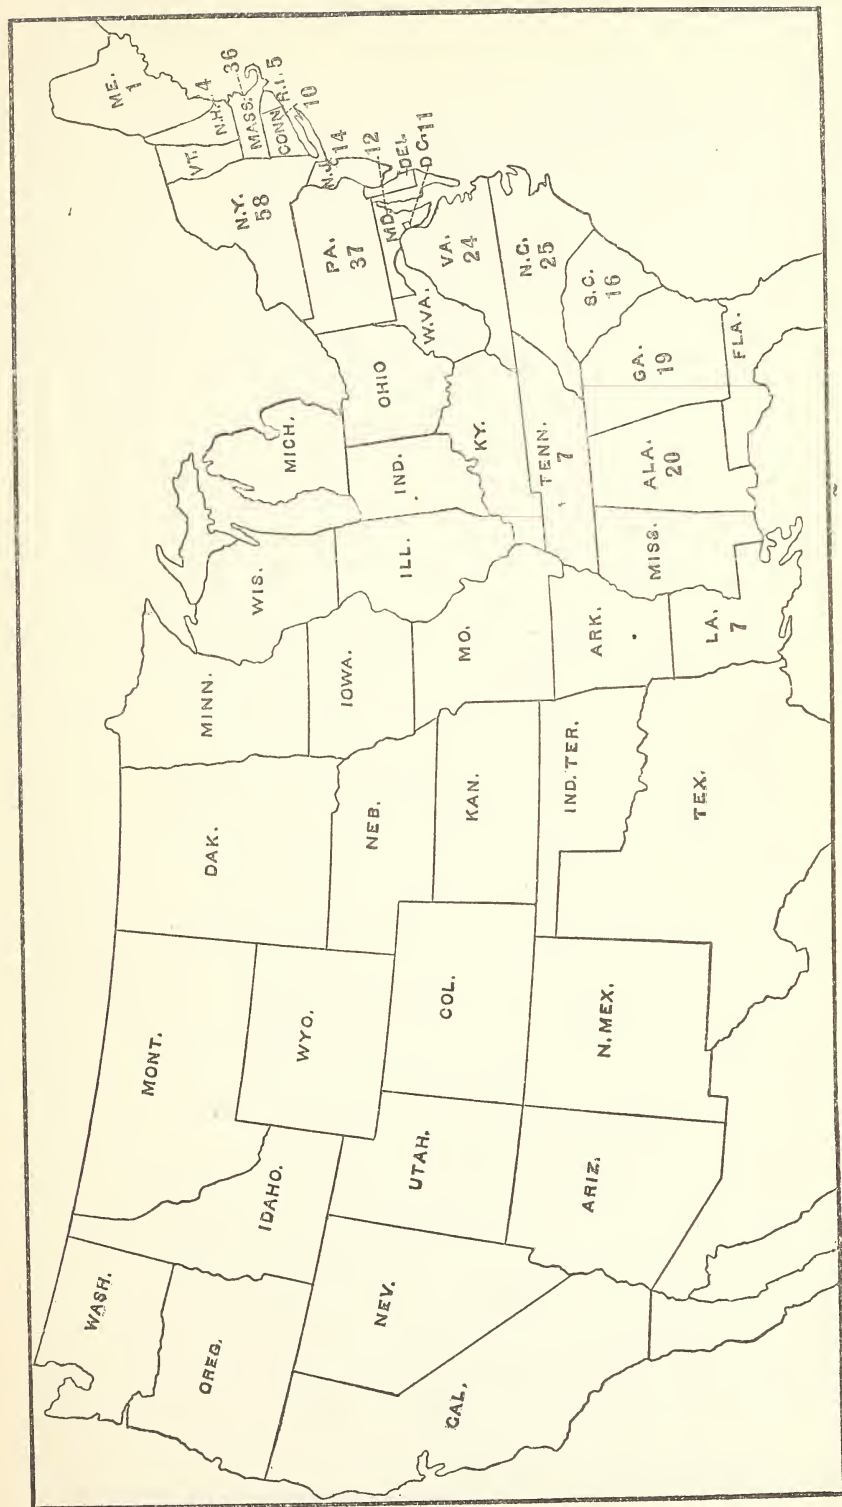 WASH.
OREG.
CAL.
NEV.
IDAHO.
MONT.
WYO.
UTAH.
ARIZ.
COL.
N.MEX.
DAK.
NEB.
KAN.
IND.TER.
TEX.
MINN.
IOWA.
MO.
ARK.
LA.
7
WIS.
ILL.
MISS.
MICH.
IND.
OHIO
KY.
TENN.
7
ALA.
20
GA.
19
FLA.
S.C.
16
N.C.
25
VA.
24
W.VA.
PA.
37
N.Y.
58
VT.
N.H.
4
ME.
1
MASS.
36
R.I.
5
CONN.
10
N.J.
14
MD.
12
DEL.
D.C.
11